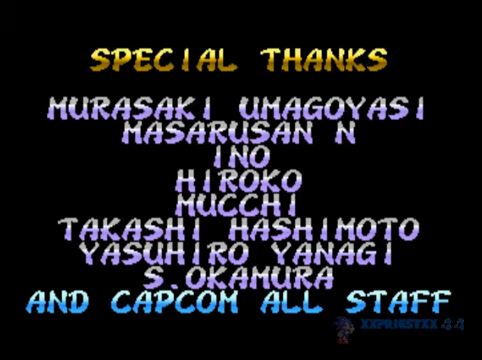 SPECIAL THANKS
MURASAKI UMAGOYASI
MASARUSAN N
INO
HIROKO
MUCCHI
TAKASHI HASHIMOTO
YASUHIRO YANAGI
S.OKAMURA
AND CAPCOM ALL STAFF